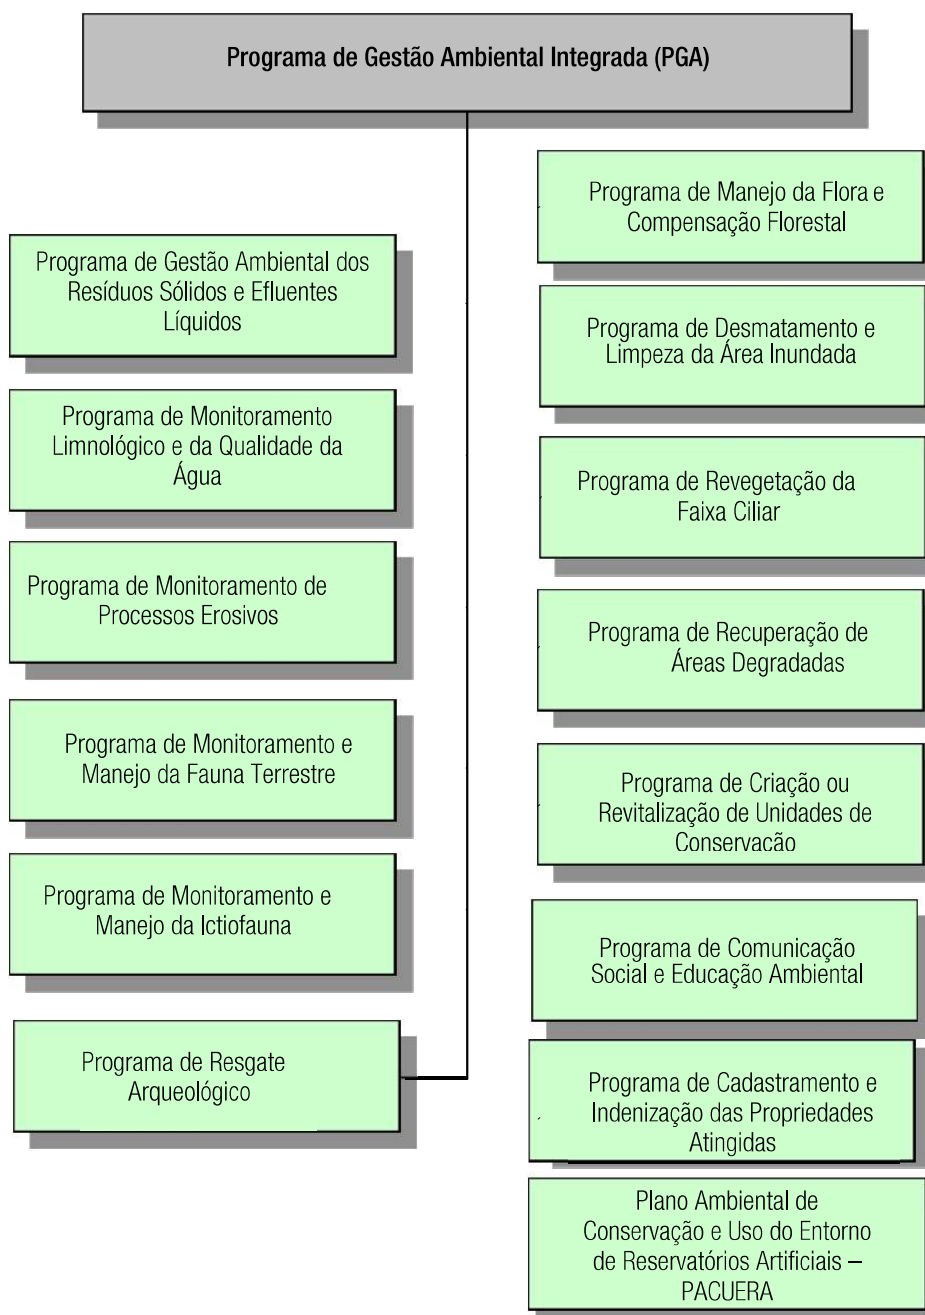 Programa de Gestão Ambiental Integrada (PGA)
Programa de Gestão Ambiental dos
Resíduos Sólidos e Efluentes
Líquidos
Programa de Monitoramento
Limnológico e da Qualidade da
Água
Programa de Monitoramento de
Processos Erosivos
Programa de Monitoramento e
Manejo da Fauna Terrestre
Programa de Monitoramento e
Manejo da Ictiofauna
Programa de Resgate
Arqueológico
Programa de Manejo da Flora e
Compensação Florestal
Programa de Desmatamento e
Limpeza da Área Inundada
Programa de Revegetação da
Faixa Ciliar
Programa de Recuperação de
Áreas Degradadas
Programa de Criação ou
Revitalização de Unidades de
Conservacão
Programa de Comunicação
Social e Educação Ambiental
Programa de Cadastramento e
Indenização das Propriedades
Atingidas
Plano Ambiental de
Conservação e Uso do Entorno
de Reservatórios Artificiais –
PACUERA